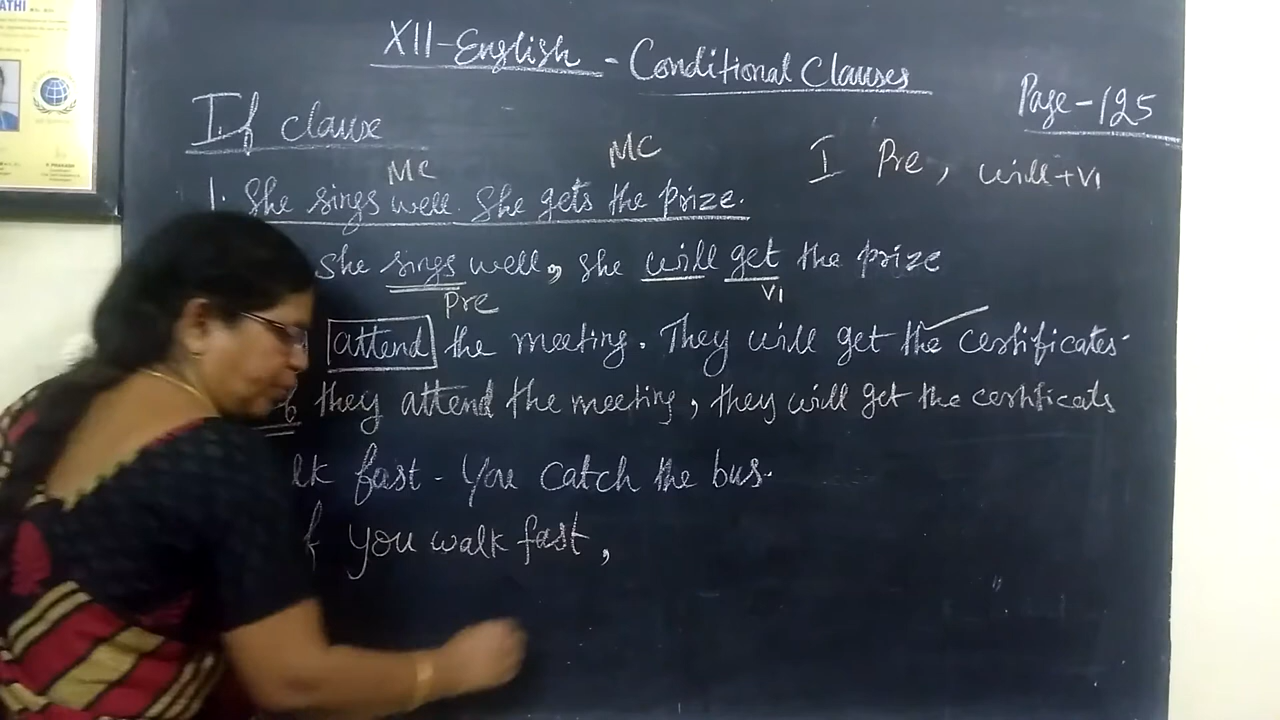 ATHI
XII-English - Conditional Clauses
Page-125
If clause
MC MC
I Pre, will+V1
1. She sings well. She gets the prize.
she sings well, she will get the prize
Pre V1
attend the meeting. They will get the certificates.
they attend the meeting, they will get the certificats
lk fast - You catch the bus.
f you walk fast,